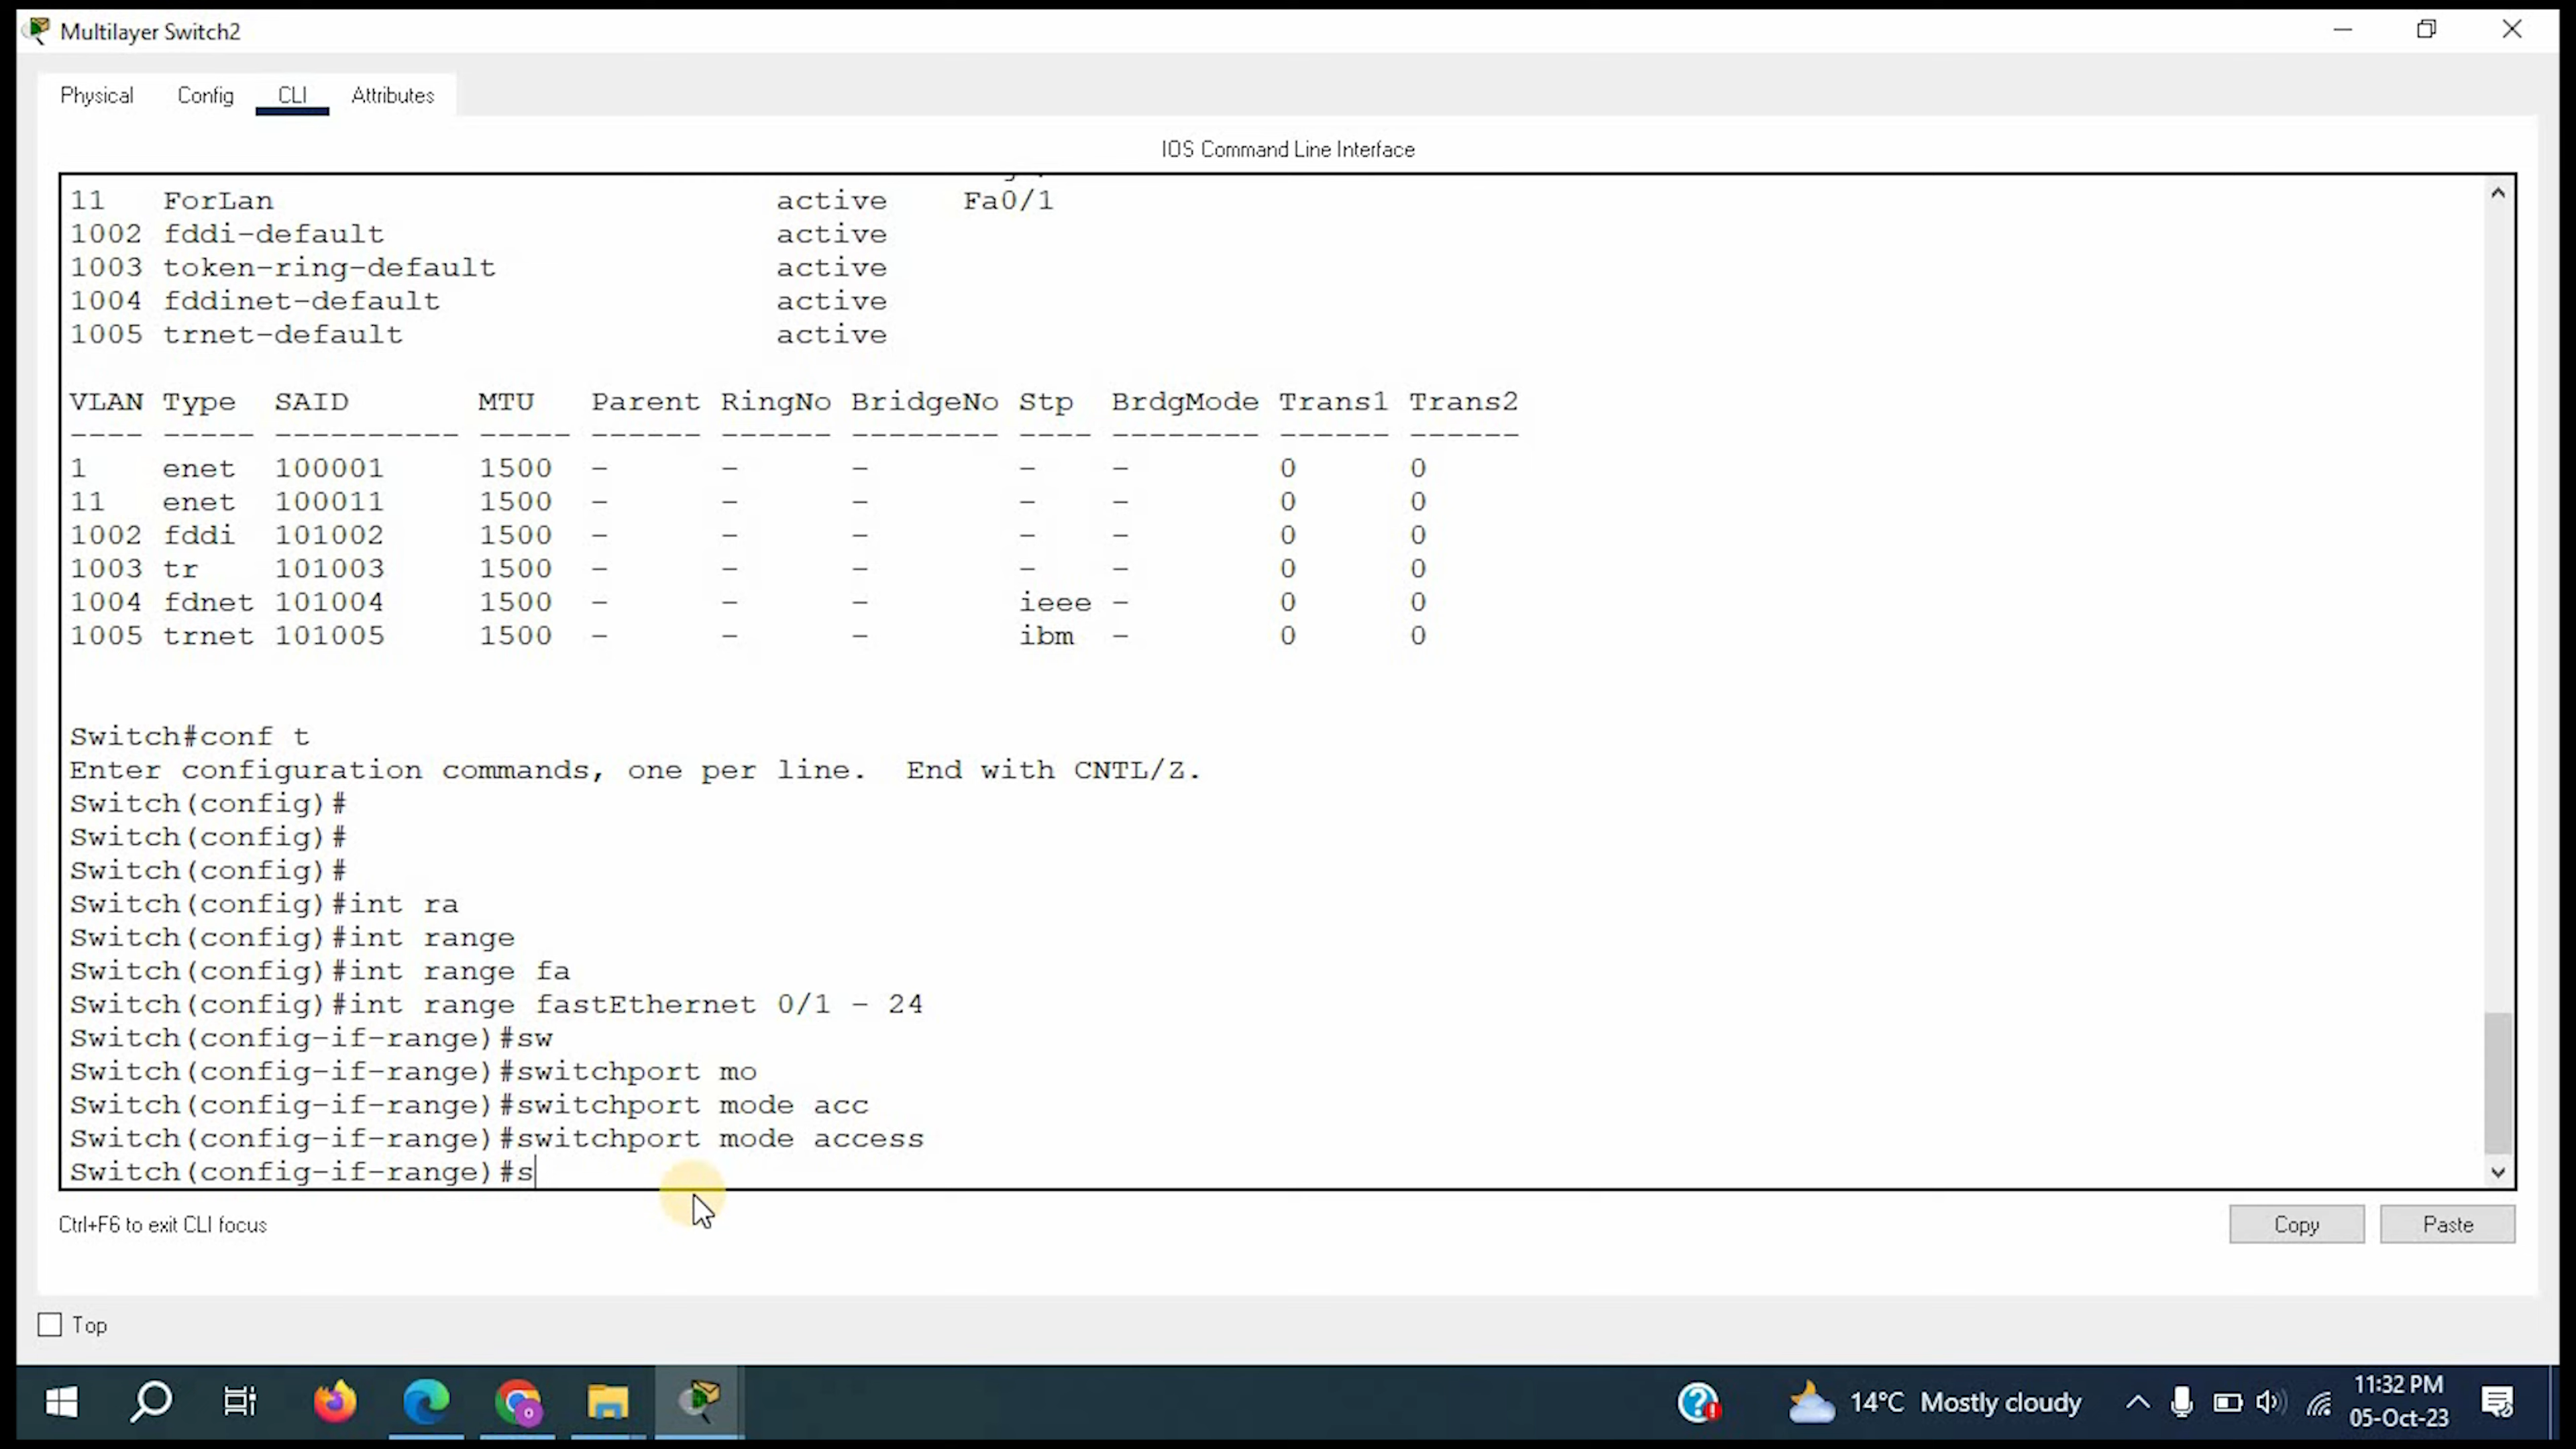 Multilayer Switch2
Physical Config CLI Attributes
IOS Command Line Interface
11 ForLan active Fa0/1
1002 fddi-default active
1003 token-ring-default active
1004 fddinet-default active
1005 trnet-default active
VLAN Type SAID MTU Parent RingNo BridgeNo Stp BrdgMode Trans1 Trans2
---- ----- ---------- ----- ------ ------ -------- ---- -------- ------ ------
1 enet 100001 1500 - - - - - 0 0
11 enet 100011 1500 - - - - - 0 0
1002 fddi 101002 1500 - - - - - 0 0
1003 tr 101003 1500 - - - - - 0 0
1004 fdnet 101004 1500 - - - ieee - 0 0
1005 trnet 101005 1500 - - - ibm - 0 0
Switch#conf t
Enter configuration commands, one per line. End with CNTL/Z.
Switch(config)#
Switch(config)#
Switch(config)#
Switch(config)#int ra
Switch(config)#int range
Switch(config)#int range fa
Switch(config)#int range fastEthernet 0/1 - 24
Switch(config-if-range)#sw
Switch(config-if-range)#switchport mo
Switch(config-if-range)#switchport mode acc
Switch(config-if-range)#switchport mode access
Switch(config-if-range)#s
Ctrl+F6 to exit CLI focus
Copy Paste
Top
14°C Mostly cloudy
11:32 PM
05-Oct-23